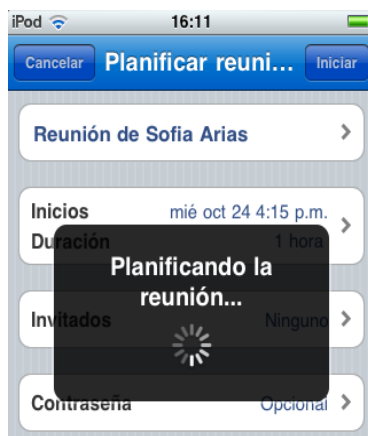 iPod 16:11
Cancelar Planificar reuni... Iniciar
Reunión de Sofia Arias
Inicios mié oct 24 4:15 p.m.
Duración 1 hora
Planificando la
reunión...
Invitados Ninguno
Contraseña Opcional